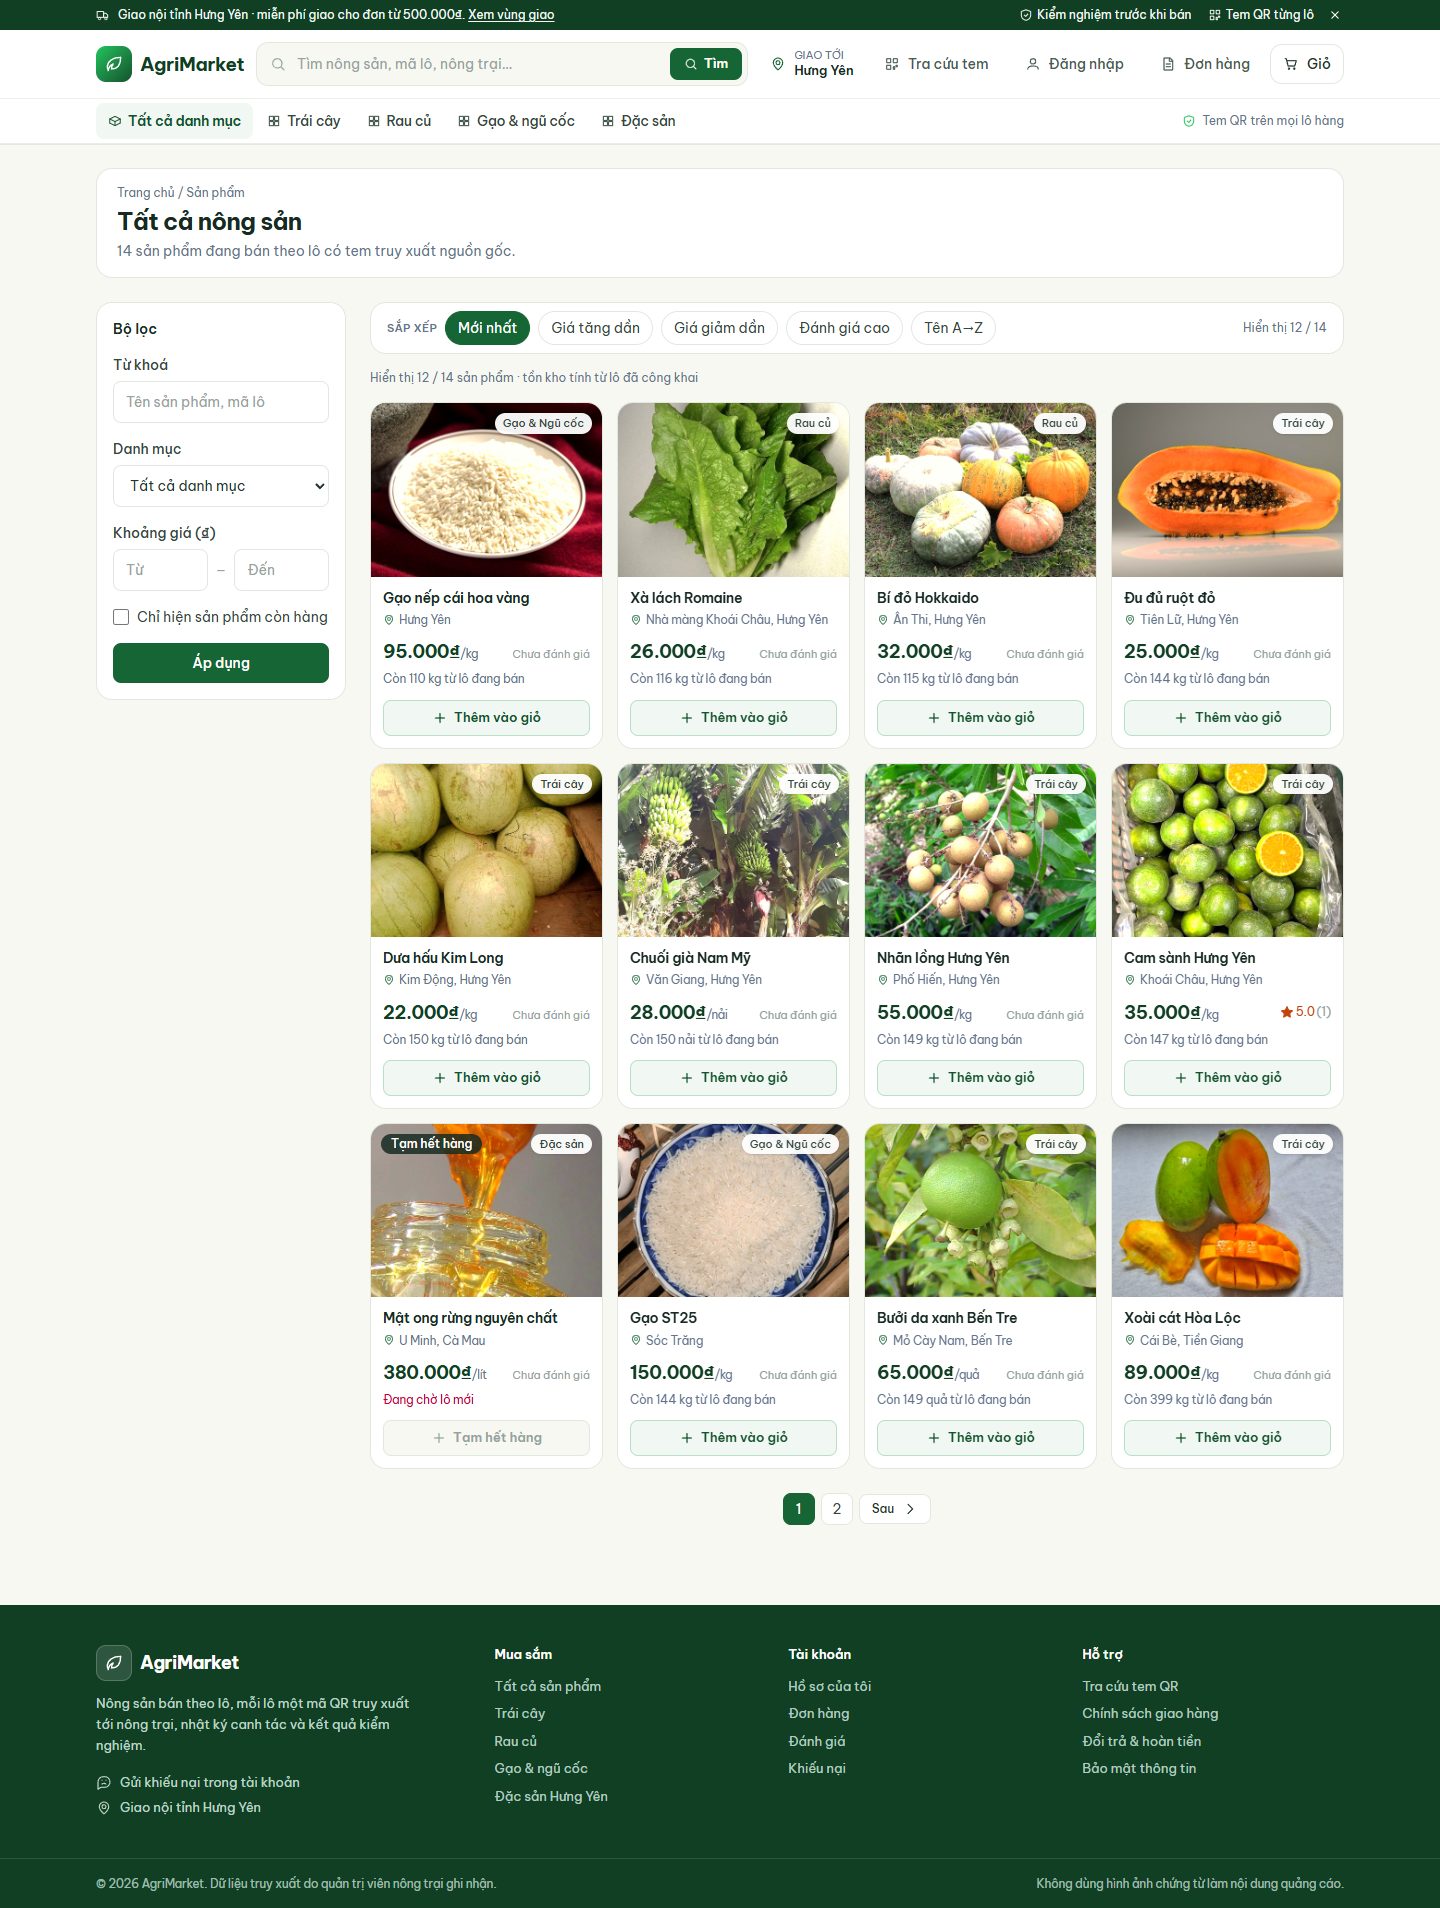 Giao nội tỉnh Hưng Yên · miễn phí giao cho đơn từ 500.000₫. Xem vùng giao
Kiểm nghiệm trước khi bán
Tem QR từng lô
AgriMarket
Tìm nông sản, mã lô, nông trại...
Tìm
GIAO TỚI
Hưng Yên
Tra cứu tem
Đăng nhập
Đơn hàng
Giỏ
Tất cả danh mục
Trái cây
Rau củ
Gạo & ngũ cốc
Đặc sản
Tem QR trên mọi lô hàng
Trang chủ / Sản phẩm
Tất cả nông sản
14 sản phẩm đang bán theo lô có tem truy xuất nguồn gốc.
Bộ lọc
Từ khoá
Tên sản phẩm, mã lô
Danh mục
Tất cả danh mục
Khoảng giá (₫)
Từ – Đến
Chỉ hiện sản phẩm còn hàng
Áp dụng
SẮP XẾP
Mới nhất
Giá tăng dần
Giá giảm dần
Đánh giá cao
Tên A→Z
Hiển thị 12 / 14
Hiển thị 12 / 14 sản phẩm · tồn kho tính từ lô đã công khai
Gạo & Ngũ cốc
Gạo nếp cái hoa vàng
Hưng Yên
95.000₫/kg
Chưa đánh giá
Còn 110 kg từ lô đang bán
Thêm vào giỏ
Rau củ
Xà lách Romaine
Nhà màng Khoái Châu, Hưng Yên
26.000₫/kg
Chưa đánh giá
Còn 116 kg từ lô đang bán
Thêm vào giỏ
Rau củ
Bí đỏ Hokkaido
Ân Thi, Hưng Yên
32.000₫/kg
Chưa đánh giá
Còn 115 kg từ lô đang bán
Thêm vào giỏ
Trái cây
Đu đủ ruột đỏ
Tiên Lữ, Hưng Yên
25.000₫/kg
Chưa đánh giá
Còn 144 kg từ lô đang bán
Thêm vào giỏ
Trái cây
Dưa hấu Kim Long
Kim Động, Hưng Yên
22.000₫/kg
Chưa đánh giá
Còn 150 kg từ lô đang bán
Thêm vào giỏ
Trái cây
Chuối già Nam Mỹ
Văn Giang, Hưng Yên
28.000₫/nải
Chưa đánh giá
Còn 150 nải từ lô đang bán
Thêm vào giỏ
Trái cây
Nhãn lồng Hưng Yên
Phố Hiến, Hưng Yên
55.000₫/kg
Chưa đánh giá
Còn 149 kg từ lô đang bán
Thêm vào giỏ
Trái cây
Cam sành Hưng Yên
Khoái Châu, Hưng Yên
35.000₫/kg
5.0 (1)
Còn 147 kg từ lô đang bán
Thêm vào giỏ
Tạm hết hàng
Đặc sản
Mật ong rừng nguyên chất
U Minh, Cà Mau
380.000₫/lít
Chưa đánh giá
Đang chờ lô mới
Tạm hết hàng
Gạo & Ngũ cốc
Gạo ST25
Sóc Trăng
150.000₫/kg
Chưa đánh giá
Còn 144 kg từ lô đang bán
Thêm vào giỏ
Trái cây
Bưởi da xanh Bến Tre
Mỏ Cày Nam, Bến Tre
65.000₫/quả
Chưa đánh giá
Còn 149 quả từ lô đang bán
Thêm vào giỏ
Trái cây
Xoài cát Hòa Lộc
Cái Bè, Tiền Giang
89.000₫/kg
Chưa đánh giá
Còn 399 kg từ lô đang bán
Thêm vào giỏ
1
2
Sau
AgriMarket
Nông sản bán theo lô, mỗi lô một mã QR truy xuất
tới nông trại, nhật ký canh tác và kết quả kiểm
nghiệm.
Gửi khiếu nại trong tài khoản
Giao nội tỉnh Hưng Yên
Mua sắm
Tất cả sản phẩm
Trái cây
Rau củ
Gạo & ngũ cốc
Đặc sản Hưng Yên
Tài khoản
Hồ sơ của tôi
Đơn hàng
Đánh giá
Khiếu nại
Hỗ trợ
Tra cứu tem QR
Chính sách giao hàng
Đổi trả & hoàn tiền
Bảo mật thông tin
© 2026 AgriMarket. Dữ liệu truy xuất do quản trị viên nông trại ghi nhận.
Không dùng hình ảnh chứng từ làm nội dung quảng cáo.